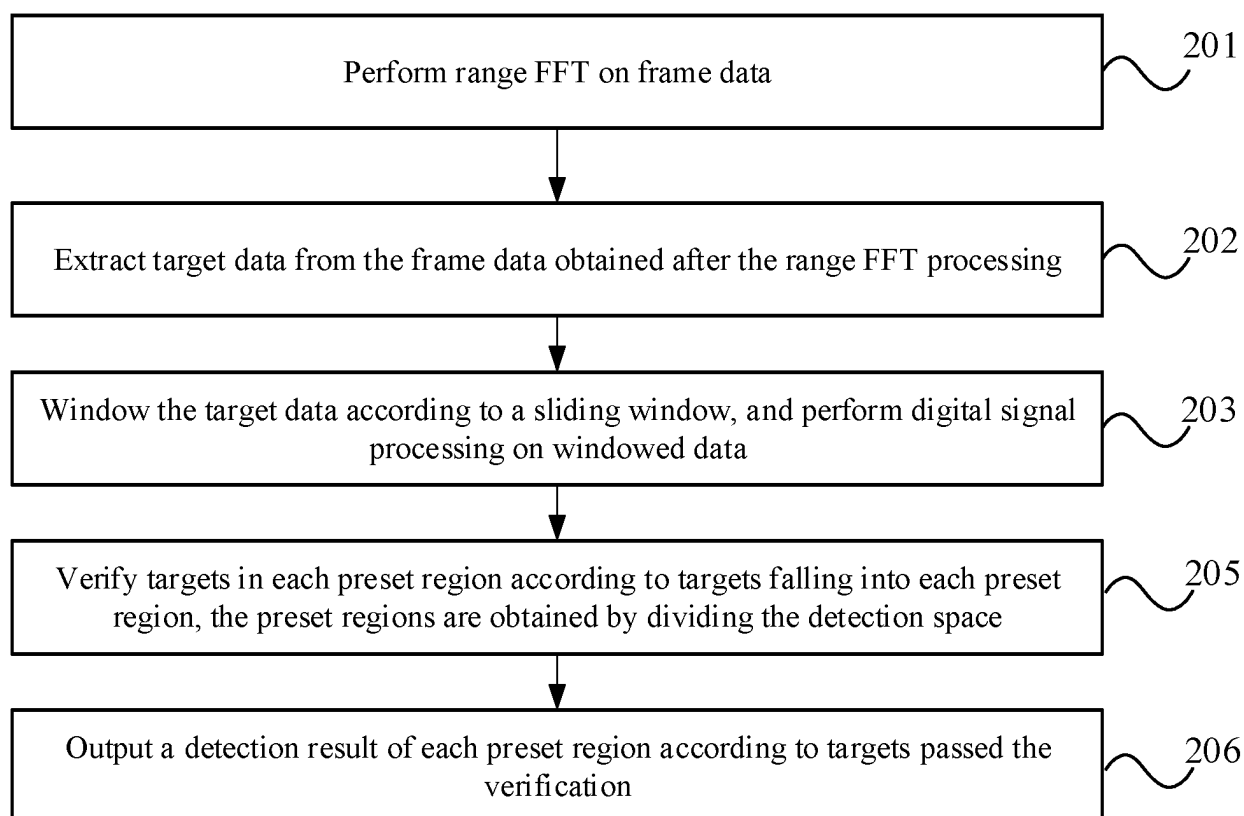 Perform range FFT on frame data
201
Extract target data from the frame data obtained after the range FFT processing
202
Window the target data according to a sliding window, and perform digital signal
processing on windowed data
203
Verify targets in each preset region according to targets falling into each preset
region, the preset regions are obtained by dividing the detection space
205
Output a detection result of each preset region according to targets passed the
verification
206